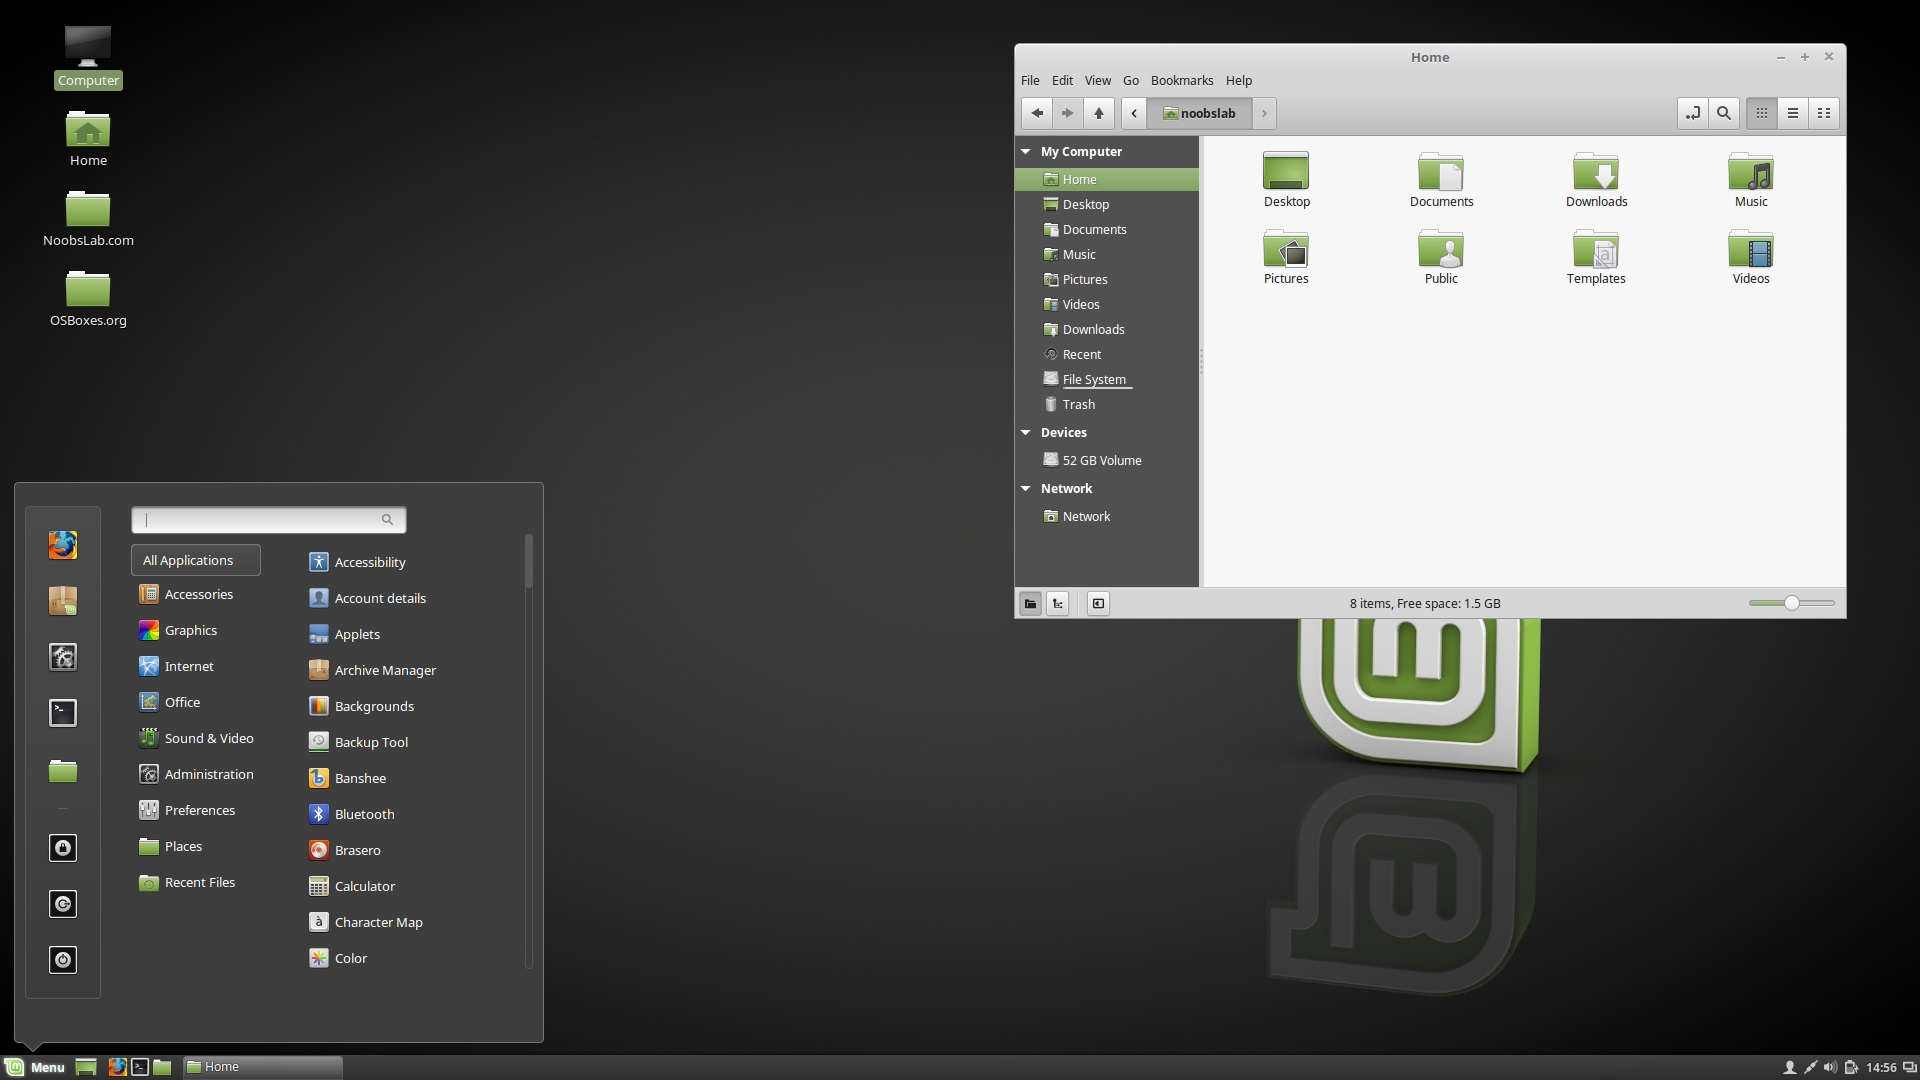 Computer
Home
NoobsLab.com
OSBoxes.org
Home
File Edit View Go Bookmarks Help
noobslab
My Computer
Home
Desktop
Documents
Music
Pictures
Videos
Downloads
Recent
File System
Trash
Devices
52 GB Volume
Network
Network
Desktop Documents Downloads Music
Pictures Public Templates Videos
8 items, Free space: 1.5 GB
All Applications
Accessories
Graphics
Internet
Office
Sound & Video
Administration
Preferences
Places
Recent Files
Accessibility
Account details
Applets
Archive Manager
Backgrounds
Backup Tool
Banshee
Bluetooth
Brasero
Calculator
Character Map
Color
Menu
Home
14:56